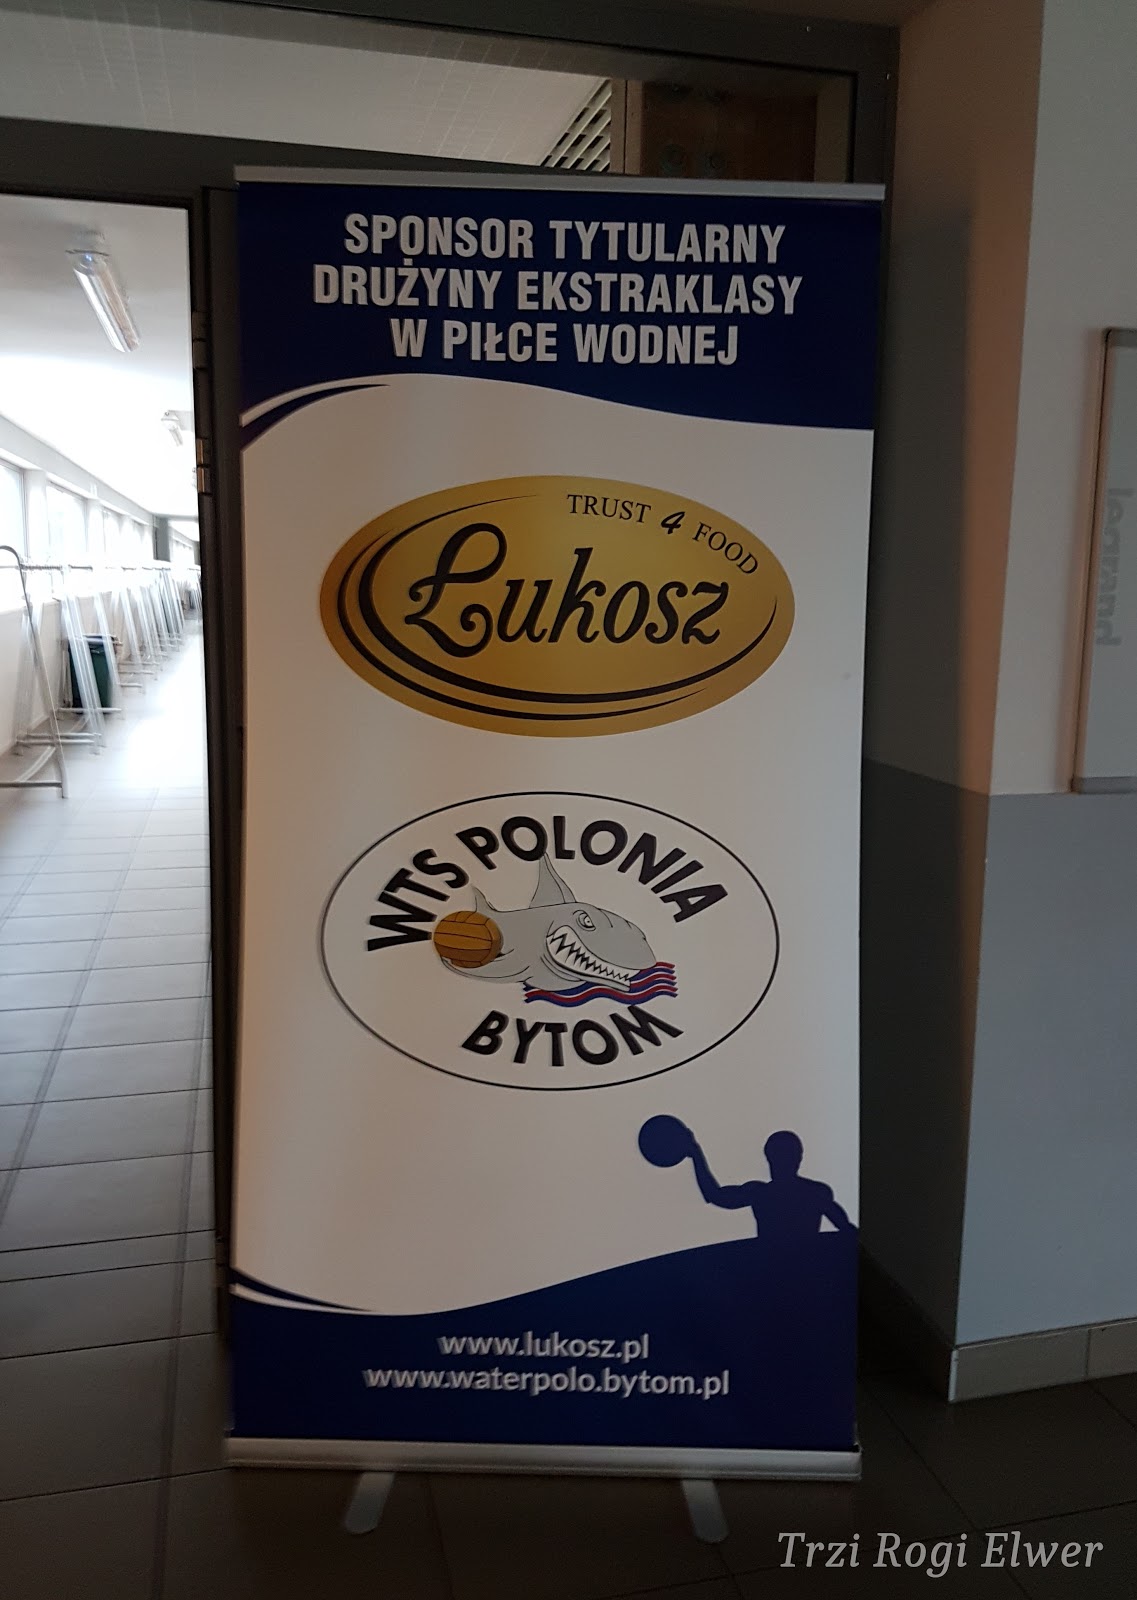 SPONSOR TYTULARNY
DRUŻYNY EKSTRAKLASY
W PIŁCE WODNEJ
TRUST 4 FOOD
Łukosz
WTS POLONIA
BYTOM
www.lukosz.pl
www.waterpolo.bytom.pl
Trzi Rogi Elwer